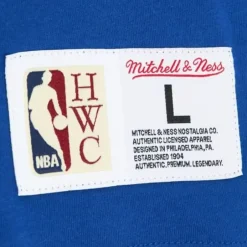 H
W
C
NBA
Mitchell & Ness
L
MITCHELL & NESS NOSTALGIA CO.
AUTHENTIC LICENSED APPAREL
DESIGNED IN PHILADELPHIA, PA
ESTABLISHED 1904
AUTHENTIC. PREMIUM. LEGENDARY.